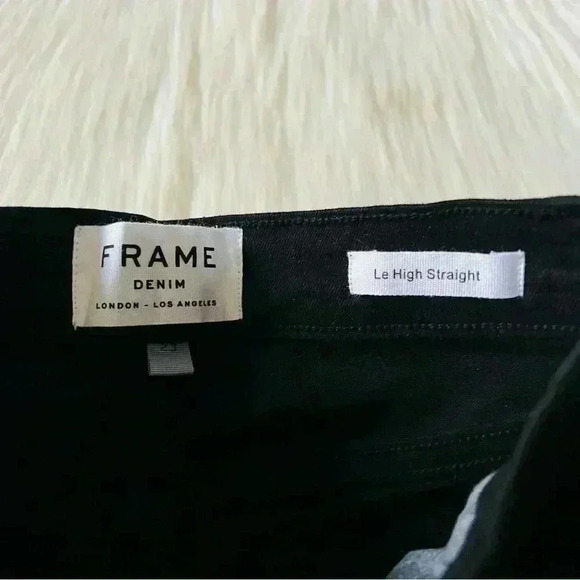 FRAME
DENIM
LONDON - LOS ANGELES
Le High Straight